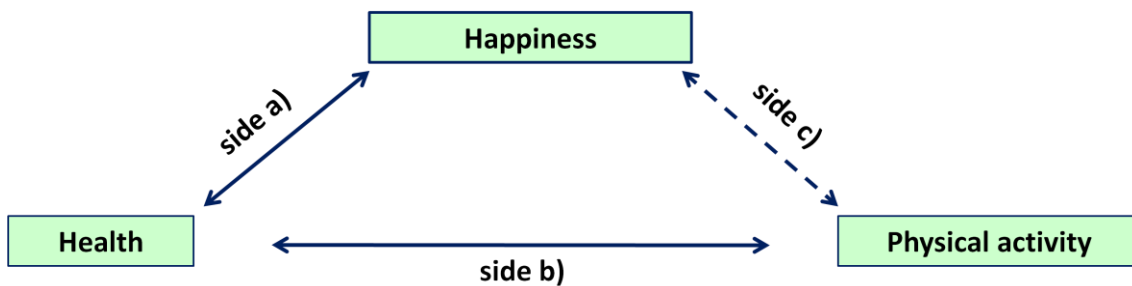 Happiness
side a)
side c)
Health
side b)
Physical activity